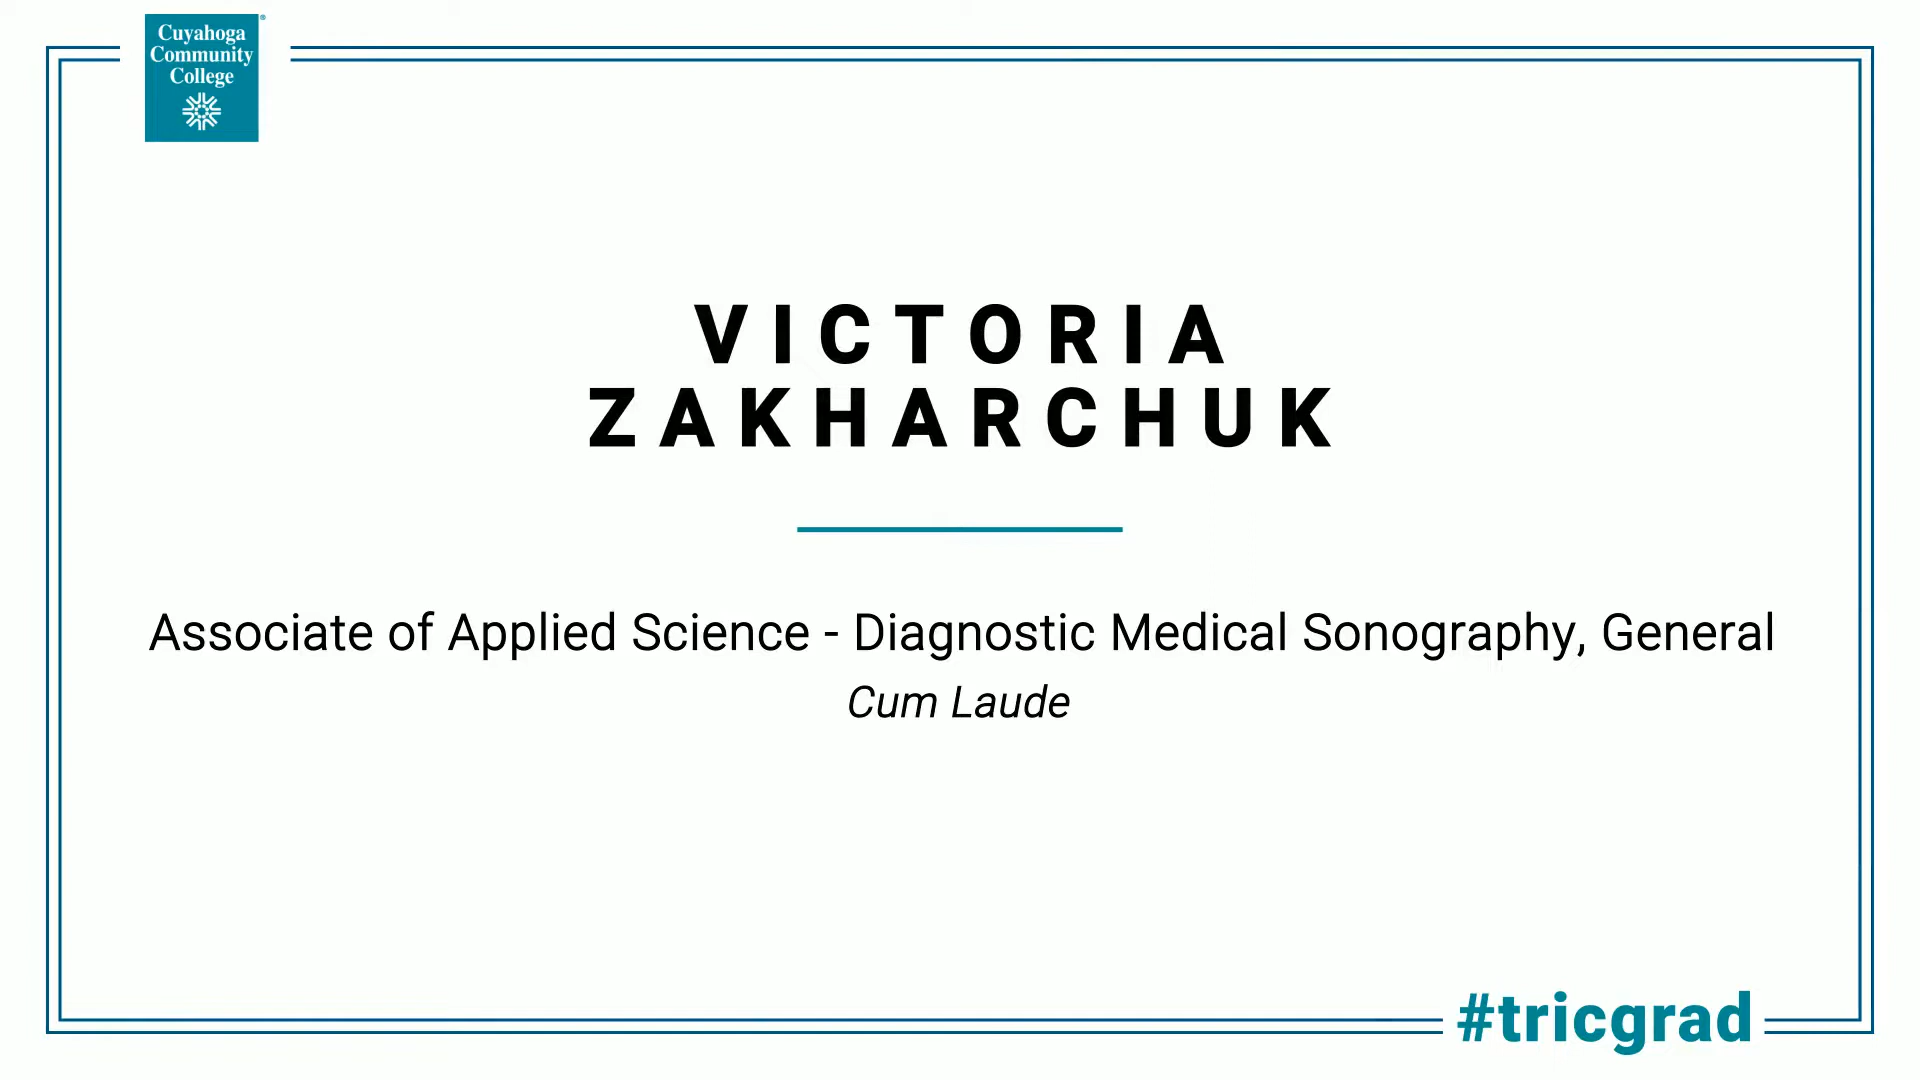 Cuyahoga
Community
College
VICTORIA
ZAKHARCHUK
Associate of Applied Science - Diagnostic Medical Sonography, General
Cum Laude
#tricgrad